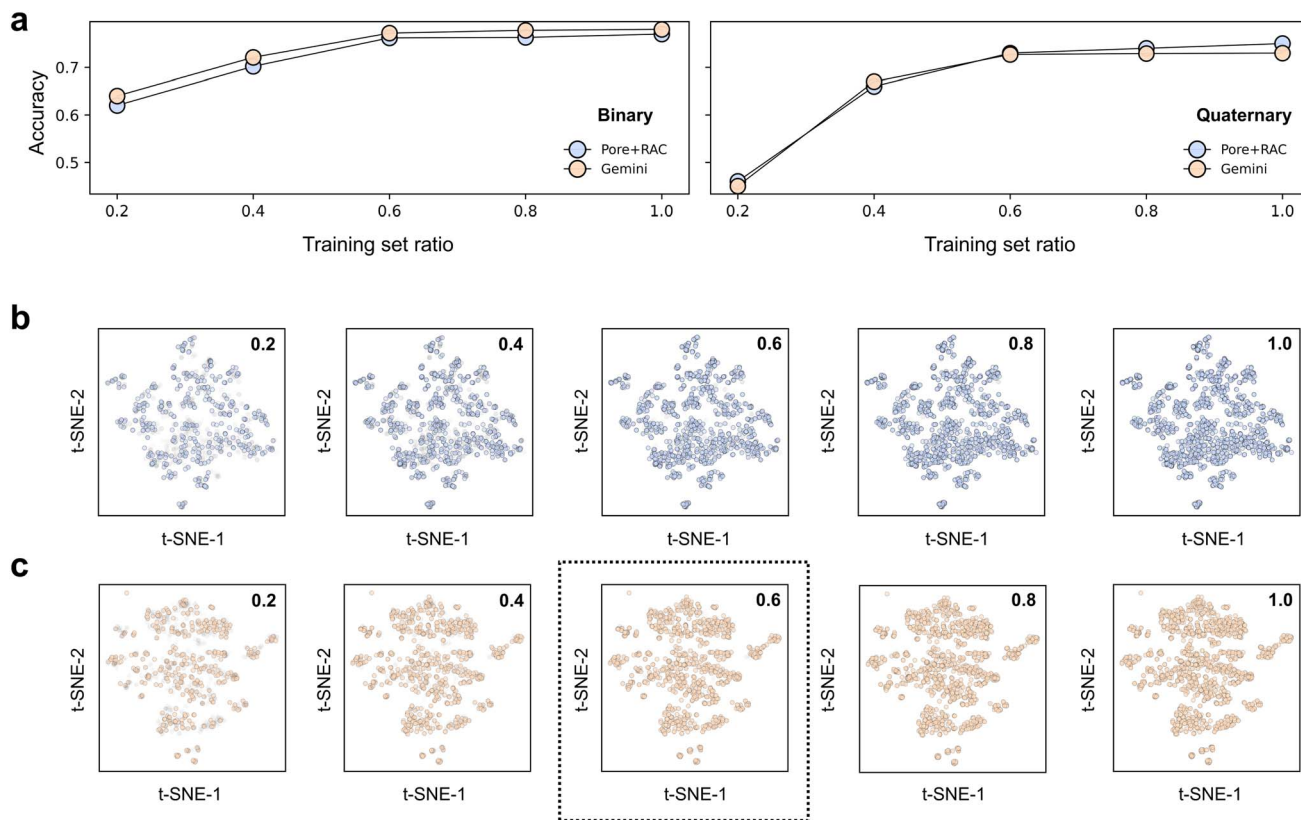 a
Accuracy
0.7
0.6
0.5
Binary
Pore+RAC
Gemini
0.2 0.4 0.6 0.8 1.0
Training set ratio
Quaternary
Pore+RAC
Gemini
0.2 0.4 0.6 0.8 1.0
Training set ratio
b
t-SNE-2
0.2
t-SNE-1
t-SNE-2
0.4
t-SNE-1
t-SNE-2
0.6
t-SNE-1
t-SNE-2
0.8
t-SNE-1
t-SNE-2
1.0
t-SNE-1
c
t-SNE-2
0.2
t-SNE-1
t-SNE-2
0.4
t-SNE-1
t-SNE-2
0.6
t-SNE-1
t-SNE-2
0.8
t-SNE-1
t-SNE-2
1.0
t-SNE-1